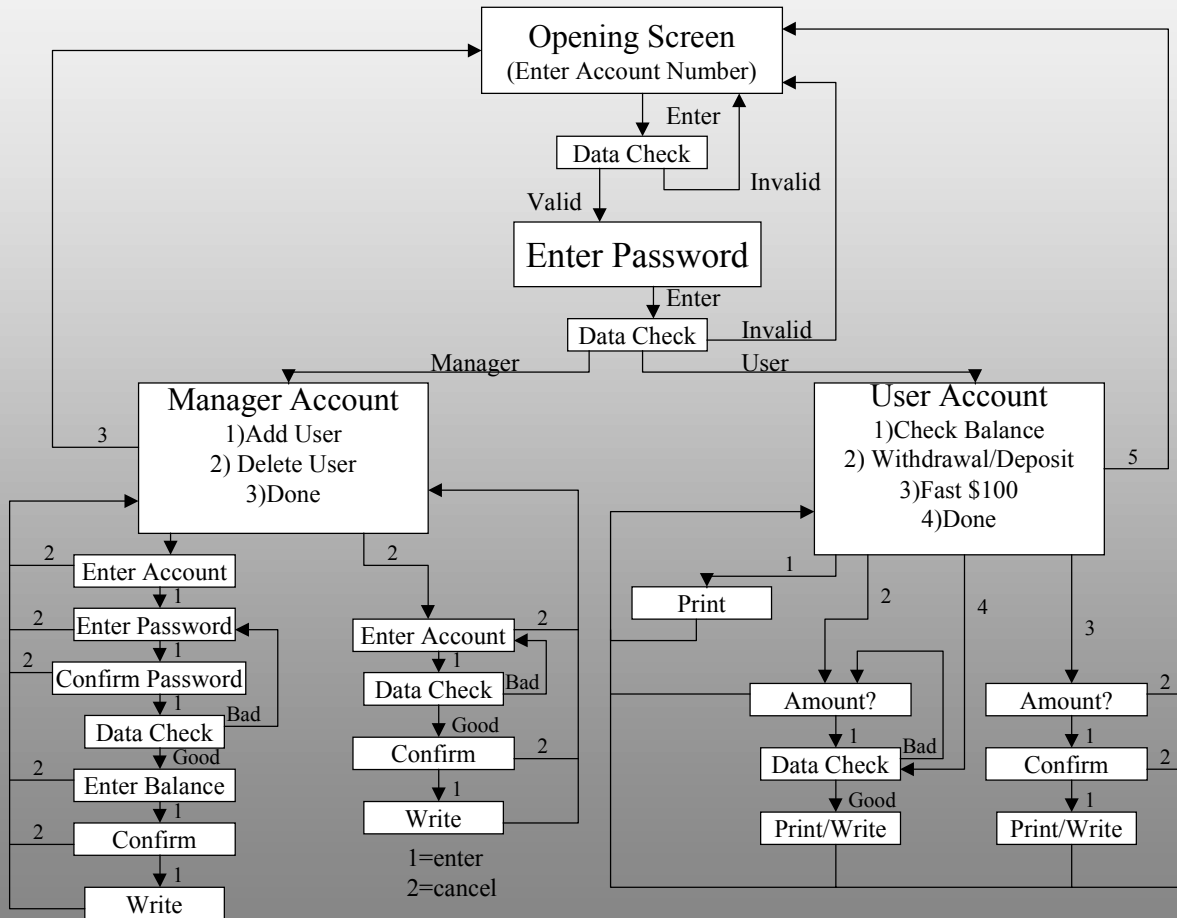 Opening Screen
(Enter Account Number)
Enter
Data Check
Invalid
Valid
Enter Password
Enter
Data Check
Invalid
Manager
User
Manager Account
1)Add User
2) Delete User
3)Done
3
User Account
1)Check Balance
2) Withdrawal/Deposit
3)Fast $100
4)Done
5
2
Enter Account
1
2
Enter Password
1
2
Confirm Password
1
Data Check
Bad
Good
2
Enter Balance
1
2
Confirm
1
Write
2
Enter Account
2
1
Data Check
Bad
Good
Confirm
2
1
Write
1=enter
2=cancel
1
Print
2
4
3
Amount?
1
Data Check
Bad
Good
Print/Write
Amount?
2
1
Confirm
2
1
Print/Write